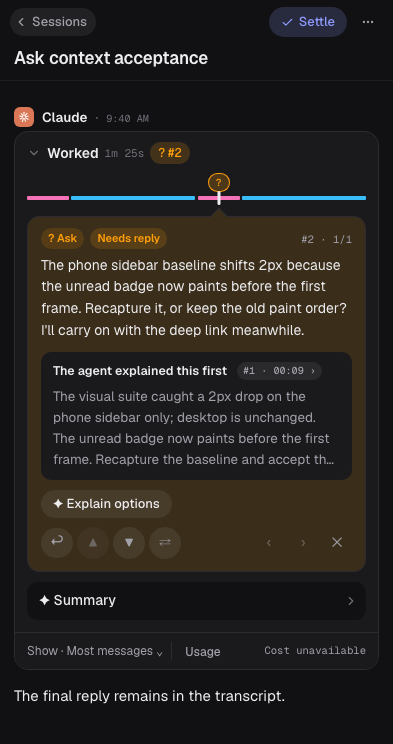 Sessions
Settle
Ask context acceptance
Claude · 9:40 AM
Worked 1m 25s ? #2
?
? Ask Needs reply #2 · 1/1
The phone sidebar baseline shifts 2px because
the unread badge now paints before the first
frame. Recapture it, or keep the old paint order?
I'll carry on with the deep link meanwhile.
The agent explained this first #1 · 00:09 ›
The visual suite caught a 2px drop on the
phone sidebar only; desktop is unchanged.
The unread badge now paints before the first
frame. Recapture the baseline and accept th…
Explain options
Summary
Show · Most messages Usage Cost unavailable
The final reply remains in the transcript.